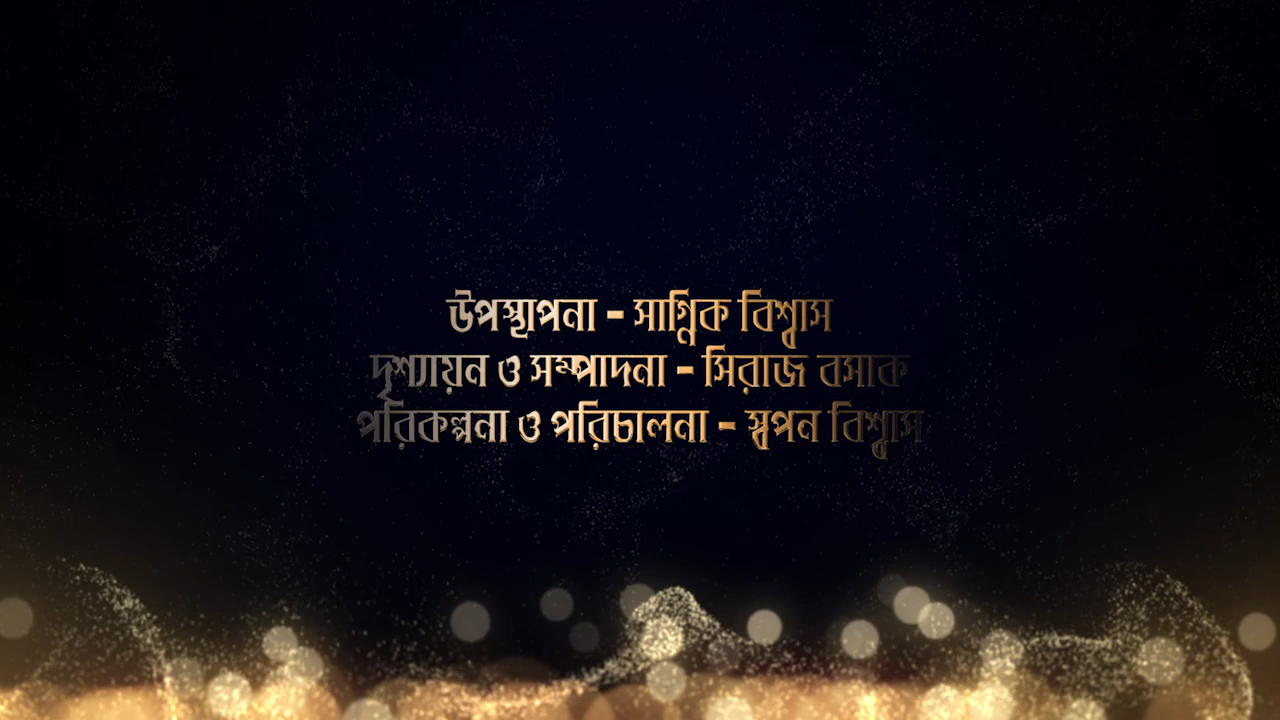 উপস্থাপনা - সাগ্নিক বিশ্বাস
দৃশ্যায়ন ও সম্পাদনা - সিরাজ বসাক
পরিকল্পনা ও পরিচালনা - স্বপন বিশ্বাস